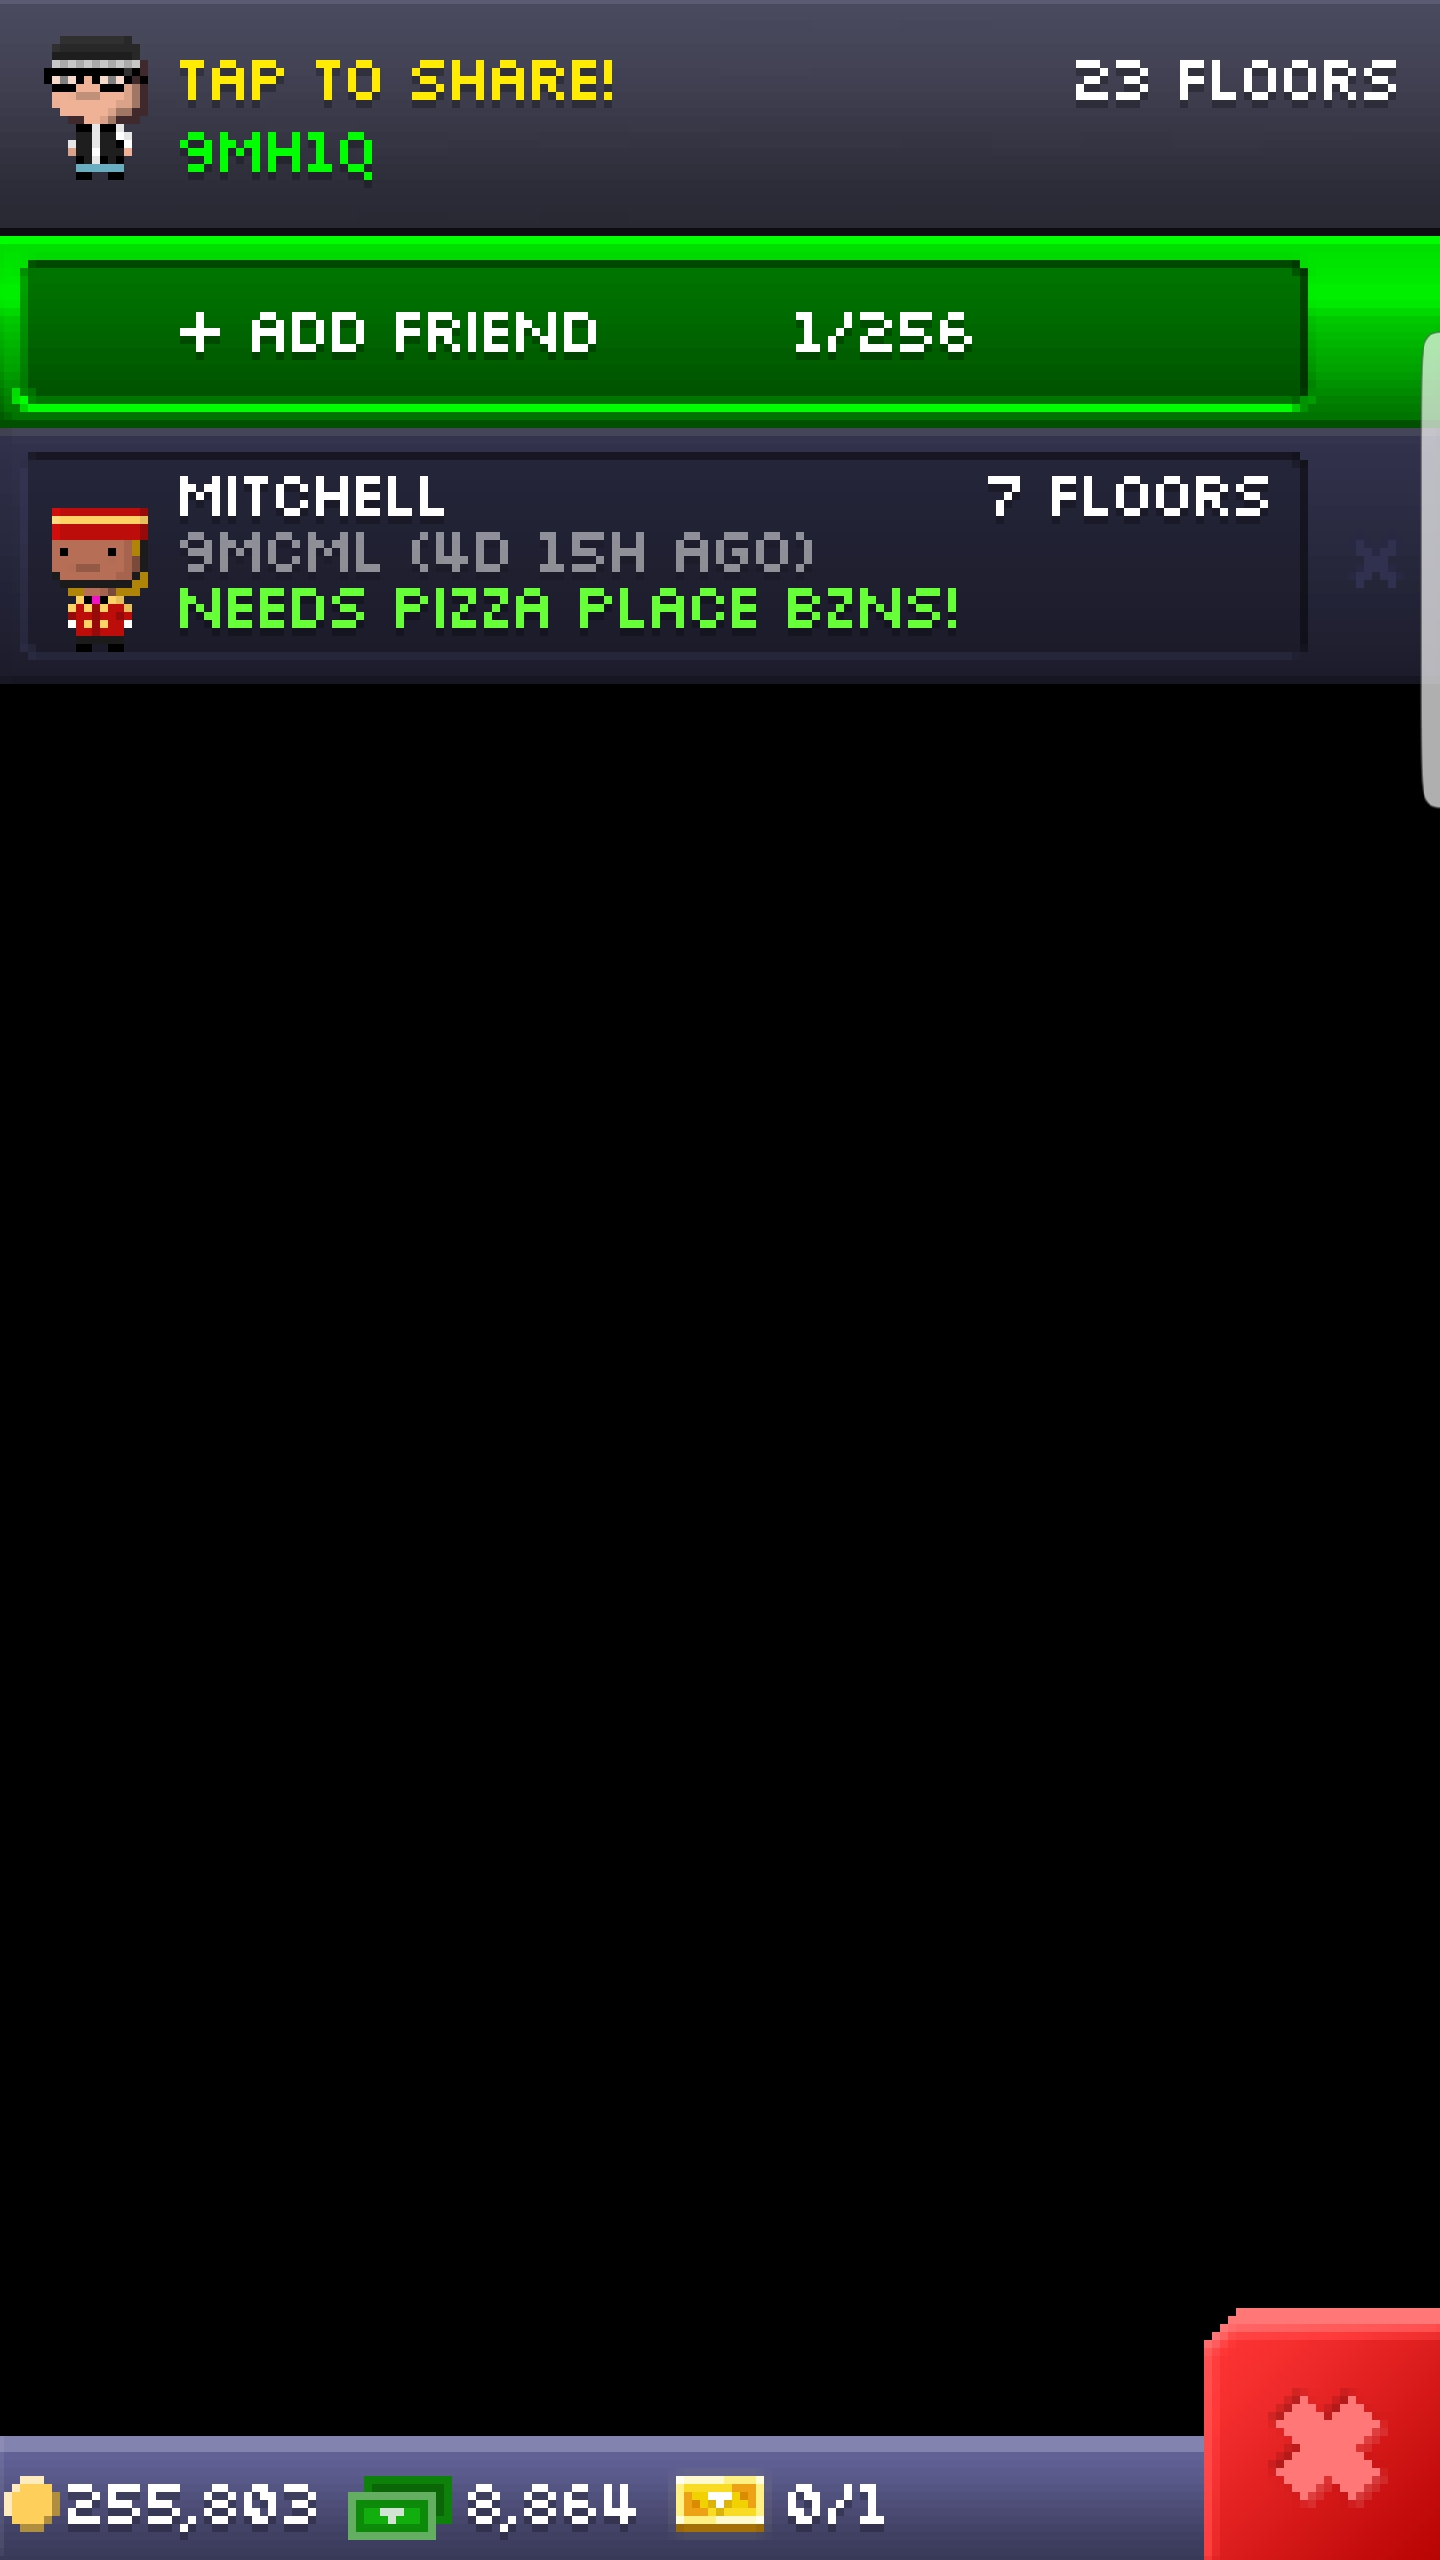 TAP TO SHARE!
23 FLOORS
9MH1Q
+ ADD FRIEND 1/256
MITCHELL
7 FLOORS
9MCML (4D 15H AGO)
NEEDS PIZZA PLACE BZNS!
255,803 8,864 0/1